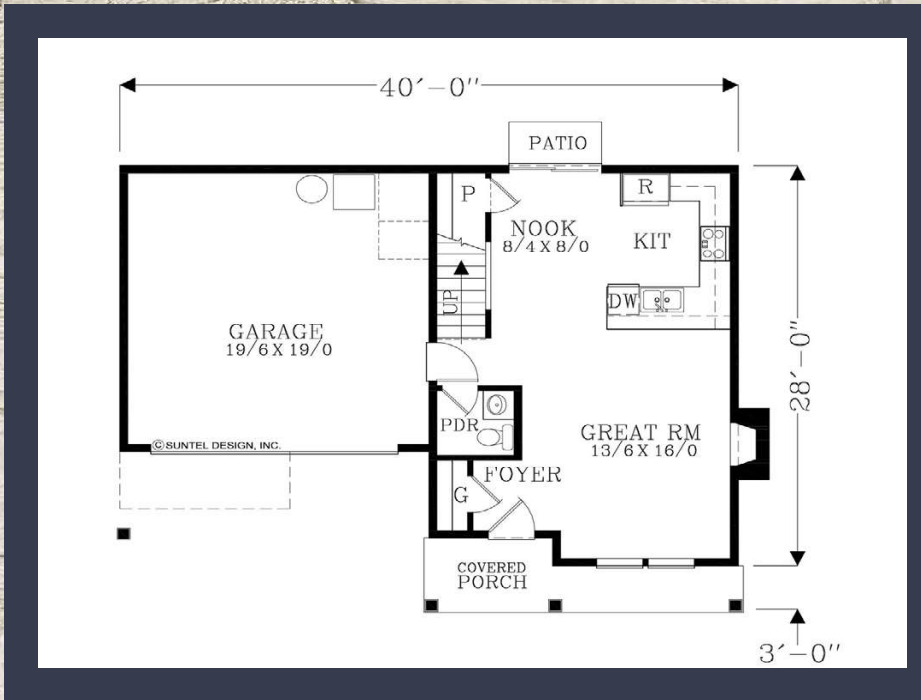 40′-0″
PATIO
P
R
NOOK
8/4 X 8/0
KIT
UP
DW
GARAGE
19/6 X 19/0
28′-0″
PDR
GREAT RM
13/6 X 16/0
© SUNTEL DESIGN, INC.
FOYER
G
COVERED
PORCH
3′-0″